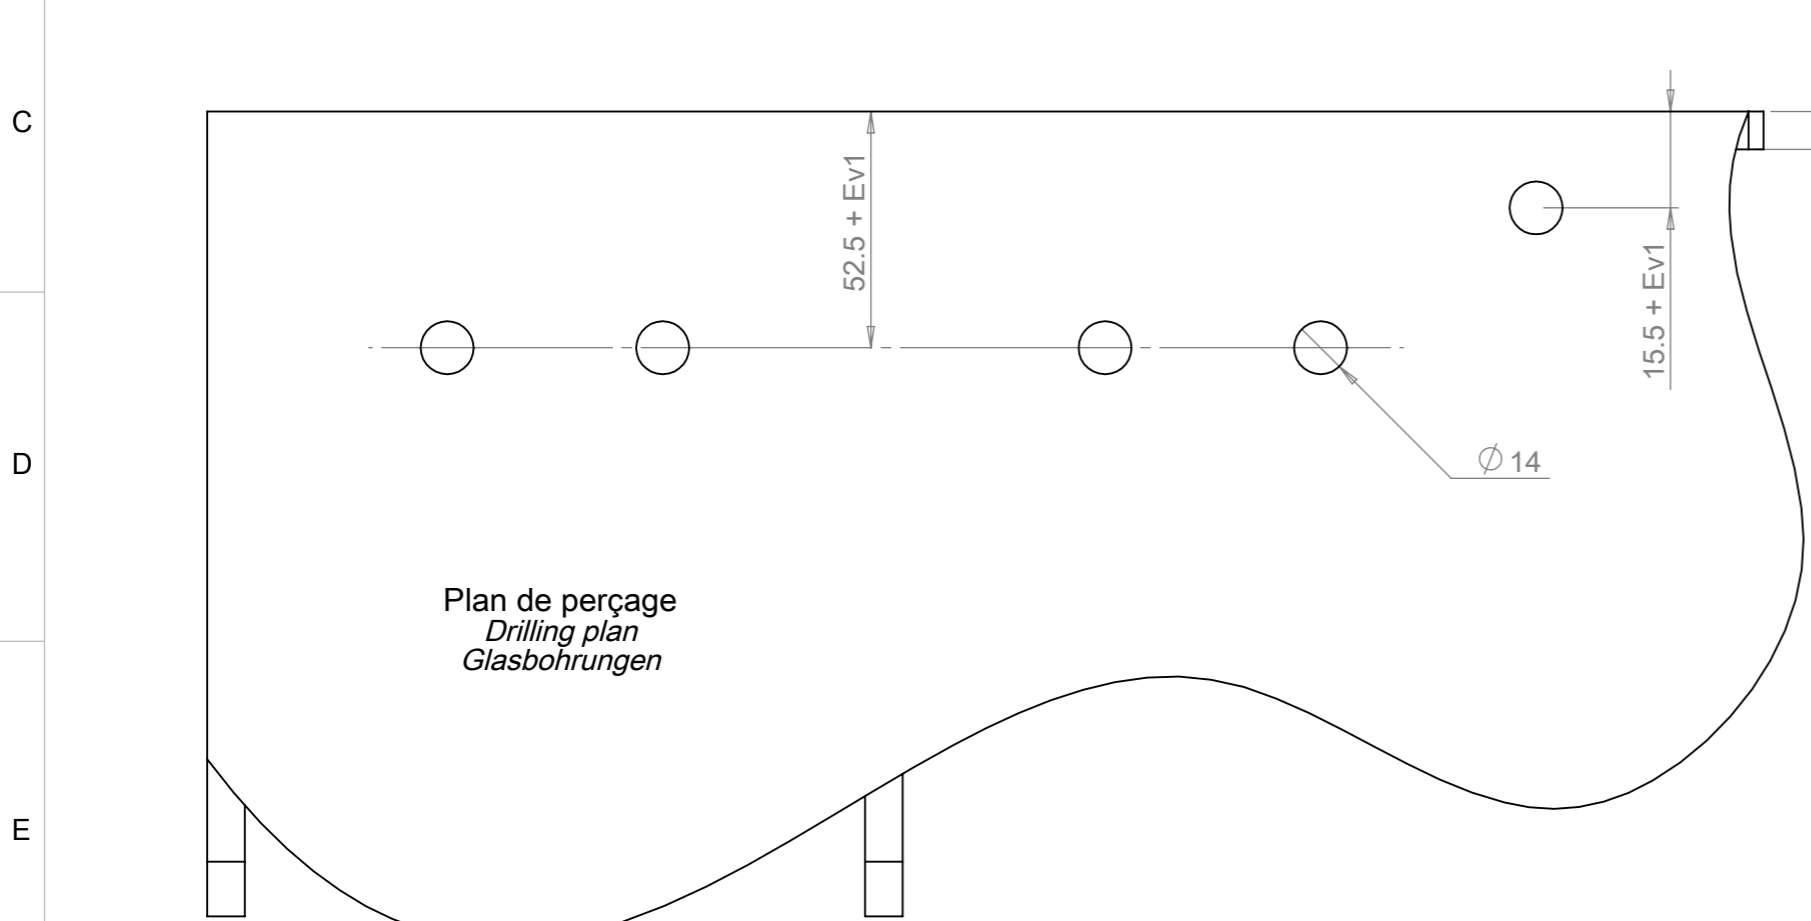 C
52.5 + Ev1
15.5 + Ev1
D
∅ 14
Plan de perçage
Drilling plan
Glasbohrungen
E